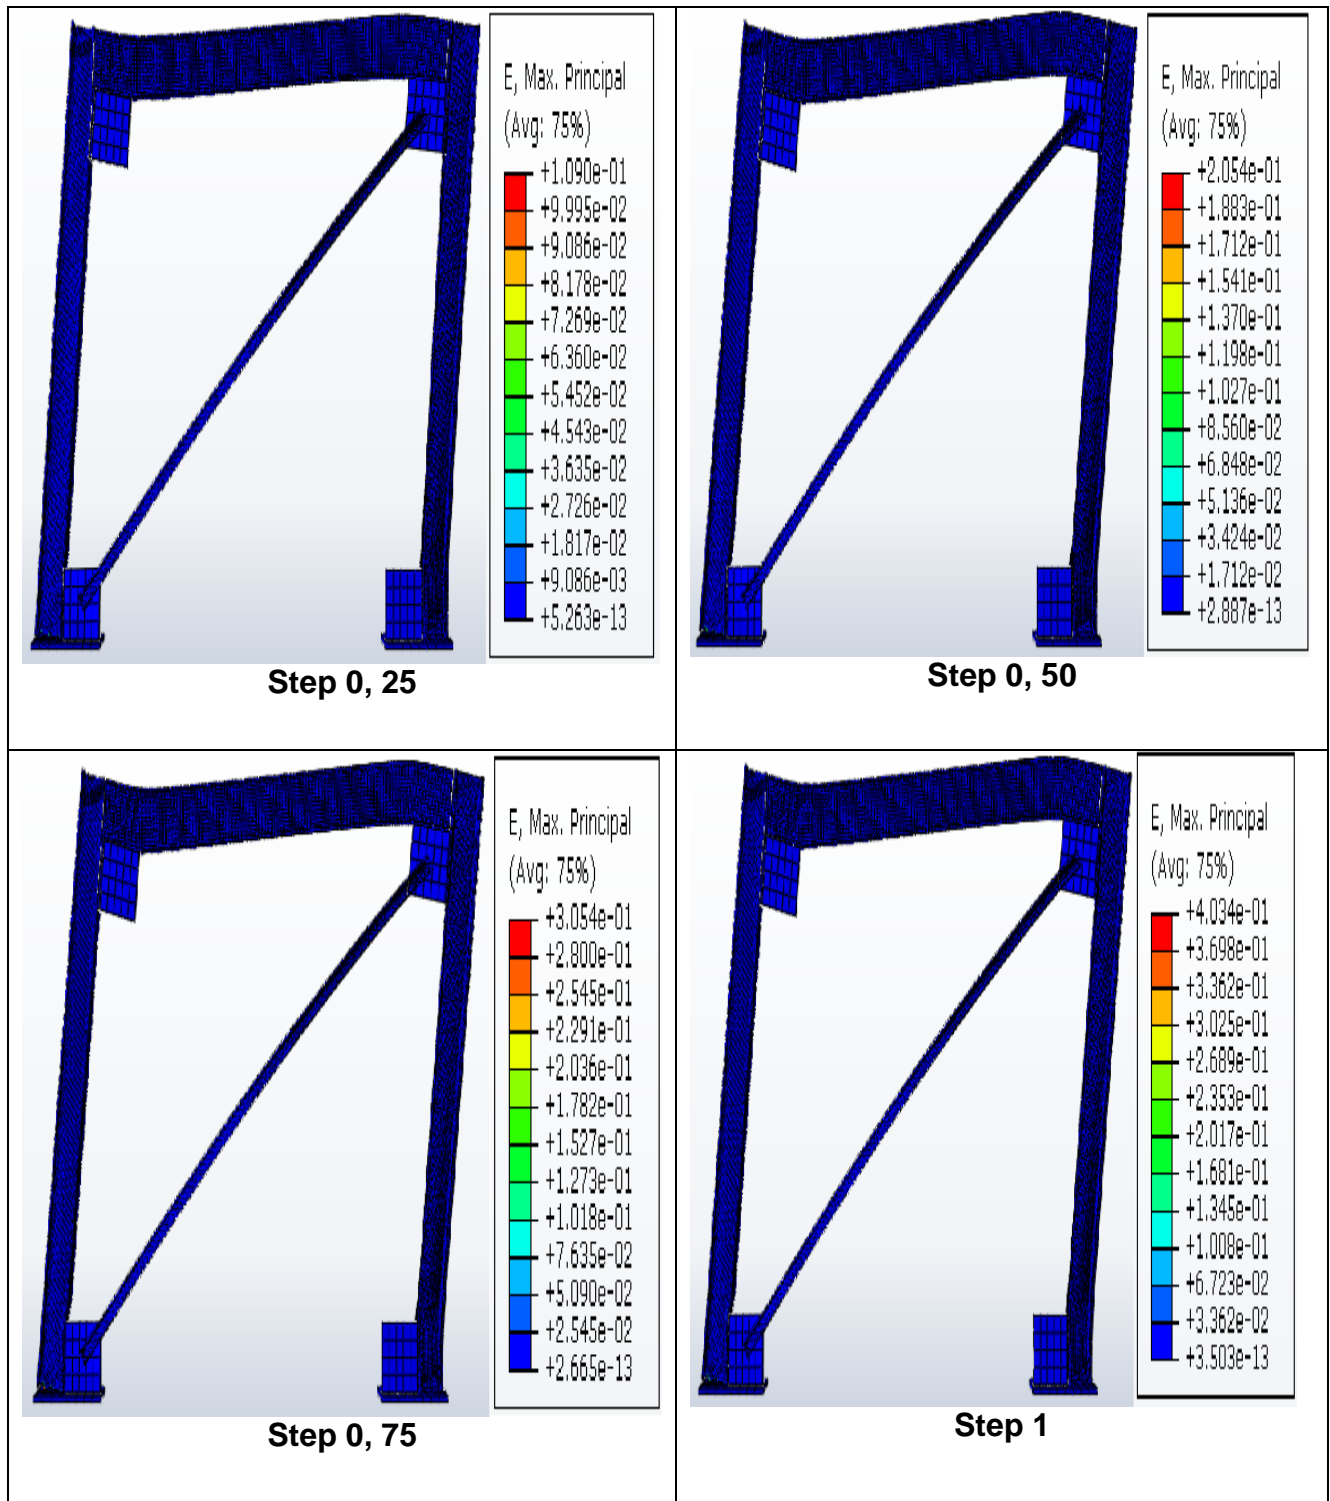 E, Max. Principal
(Avg: 75%)
+1.090e-01
+9.995e-02
+9.086e-02
+8.178e-02
+7.269e-02
+6.360e-02
+5.452e-02
+4.543e-02
+3.635e-02
+2.726e-02
+1.817e-02
+9.086e-03
+5.263e-13
Step 0, 25
E, Max. Principal
(Avg: 75%)
+2.054e-01
+1.883e-01
+1.712e-01
+1.541e-01
+1.370e-01
+1.198e-01
+1.027e-01
+8.560e-02
+6.848e-02
+5.136e-02
+3.424e-02
+1.712e-02
+2.887e-13
Step 0, 50
E, Max. Principal
(Avg: 75%)
+3.054e-01
+2.800e-01
+2.545e-01
+2.291e-01
+2.036e-01
+1.782e-01
+1.527e-01
+1.273e-01
+1.018e-01
+7.635e-02
+5.090e-02
+2.545e-02
+2.665e-13
Step 0, 75
E, Max. Principal
(Avg: 75%)
+4.034e-01
+3.698e-01
+3.362e-01
+3.025e-01
+2.689e-01
+2.353e-01
+2.017e-01
+1.681e-01
+1.345e-01
+1.008e-01
+6.723e-02
+3.362e-02
+3.503e-13
Step 1